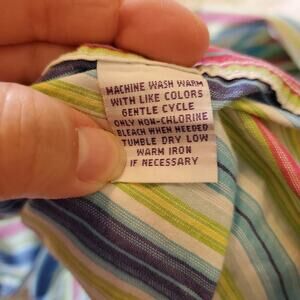 MACHINE WASH WARM
WITH LIKE COLORS
GENTLE CYCLE
ONLY NON-CHLORINE
BLEACH WHEN NEEDED
TUMBLE DRY LOW
WARM IRON
IF NECESSARY